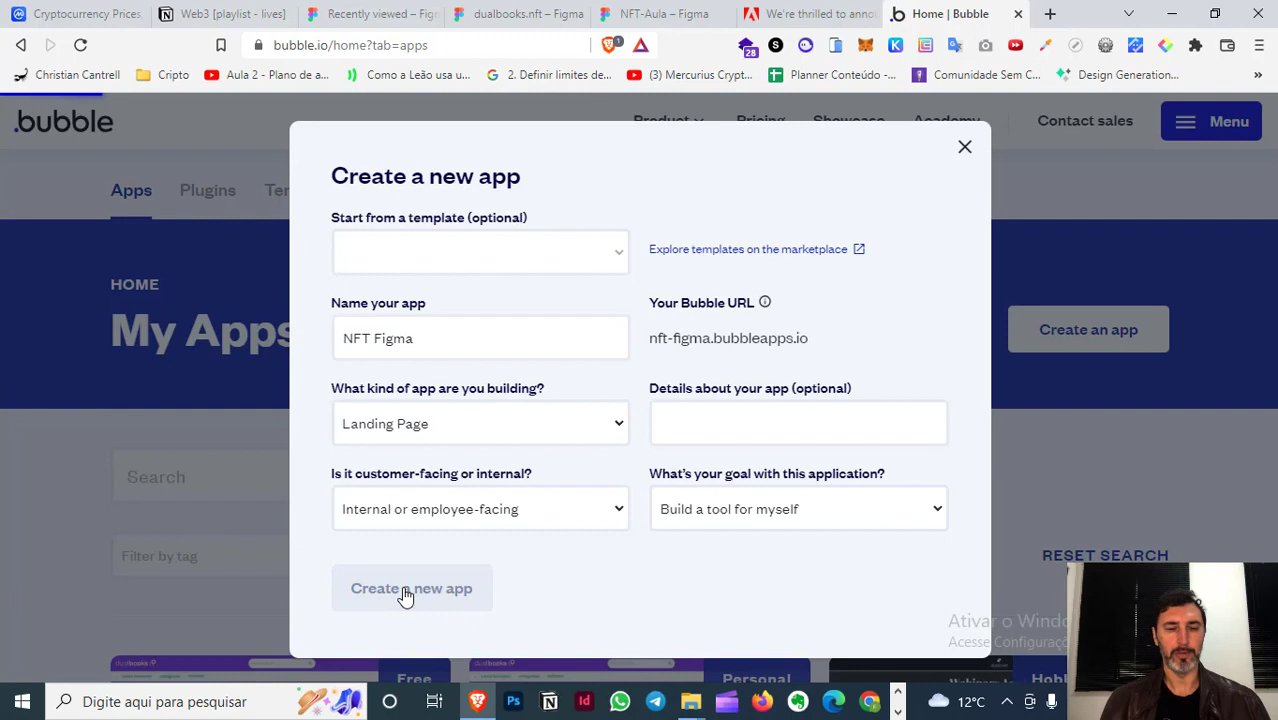 Cryptocurrency Prices
Web3 [playlist - lives]
Recently viewed – Fig
dualbooks.nft – Figma
NFT-Aula – Figma
We're thrilled to anno
Home | Bubble
bubble.io/home?tab=apps
28
Christian Cantrell
Cripto
Aula 2 - Plano de a...
Como a Leão usa u...
2. Definir limites de...
(3) Mercurius Crypt...
Planner Conteúdo -...
Comunidade Sem C...
Design Generation...
.bubble
Product
Pricing
Showcase
Academy
Contact sales
Menu
Apps
Plugins
HOME
My Apps
Create an app
Search
Filter by tag
RESET SEARCH
Create a new app
Start from a template (optional)
Explore templates on the marketplace
Name your app
Your Bubble URL
NFT Figma
nft-figma.bubbleapps.io
What kind of app are you building?
Details about your app (optional)
Landing Page
Is it customer-facing or internal?
What's your goal with this application?
Internal or employee-facing
Build a tool for myself
Create a new app
Ativar o Windo
Acesse Configuraçõ
Personal
Digite aqui para pesquisar
12°C